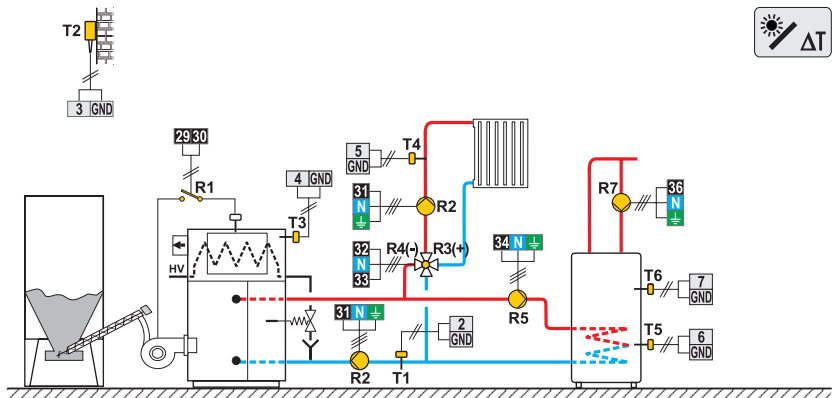 T2
ΔT
3 GND
29 30
R1
4 GND
T3
5
GND
T4
31
N
R2
R7
36
N
32
N
33
R4(-) R3(+)
34 N
R5
HV
T6
7
GND
31 N
2
GND
T5
6
GND
R2
T1